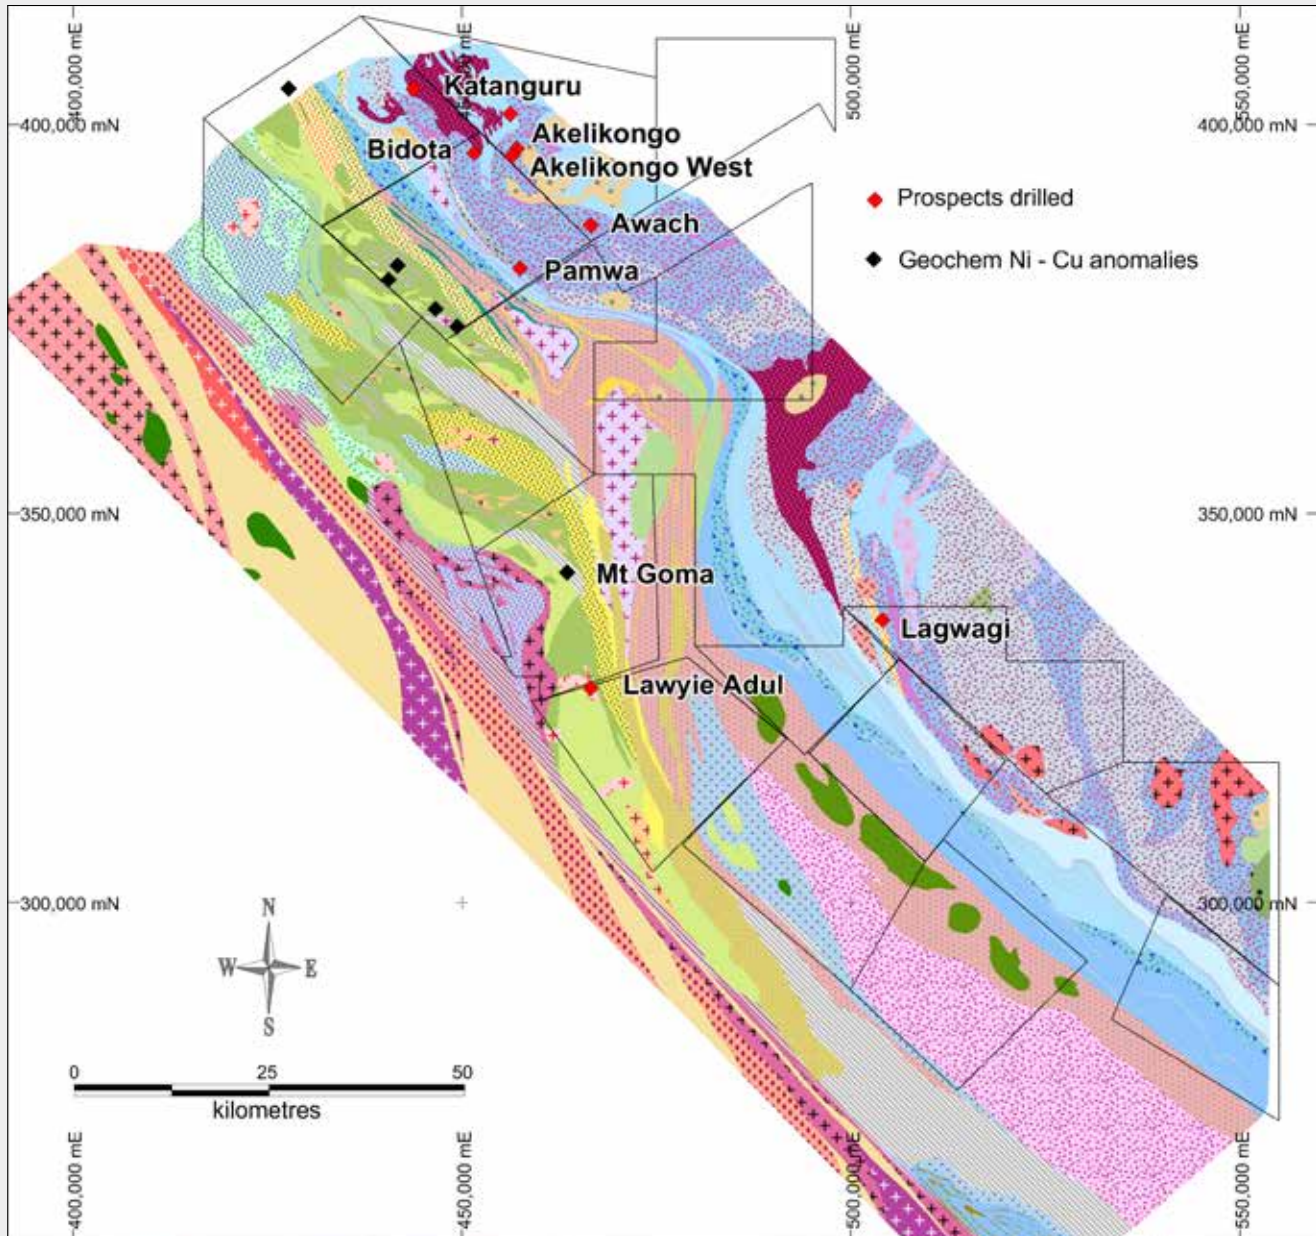 400,000 mE
450,000 mE
500,000 mE
550,000 mE
400,000 mN
400,000 mN
Katanguru
Akelikongo
Bidota
Akelikongo West
Prospects drilled
Awach
Geochem Ni - Cu anomalies
Pamwa
350,000 mN
350,000 mN
Mt Goma
Lagwagi
Lawyie Adul
300,000 mN
300,000 mN
N
W E
S
0 25 50
kilometres
400,000 mE
450,000 mE
500,000 mE
550,000 mE